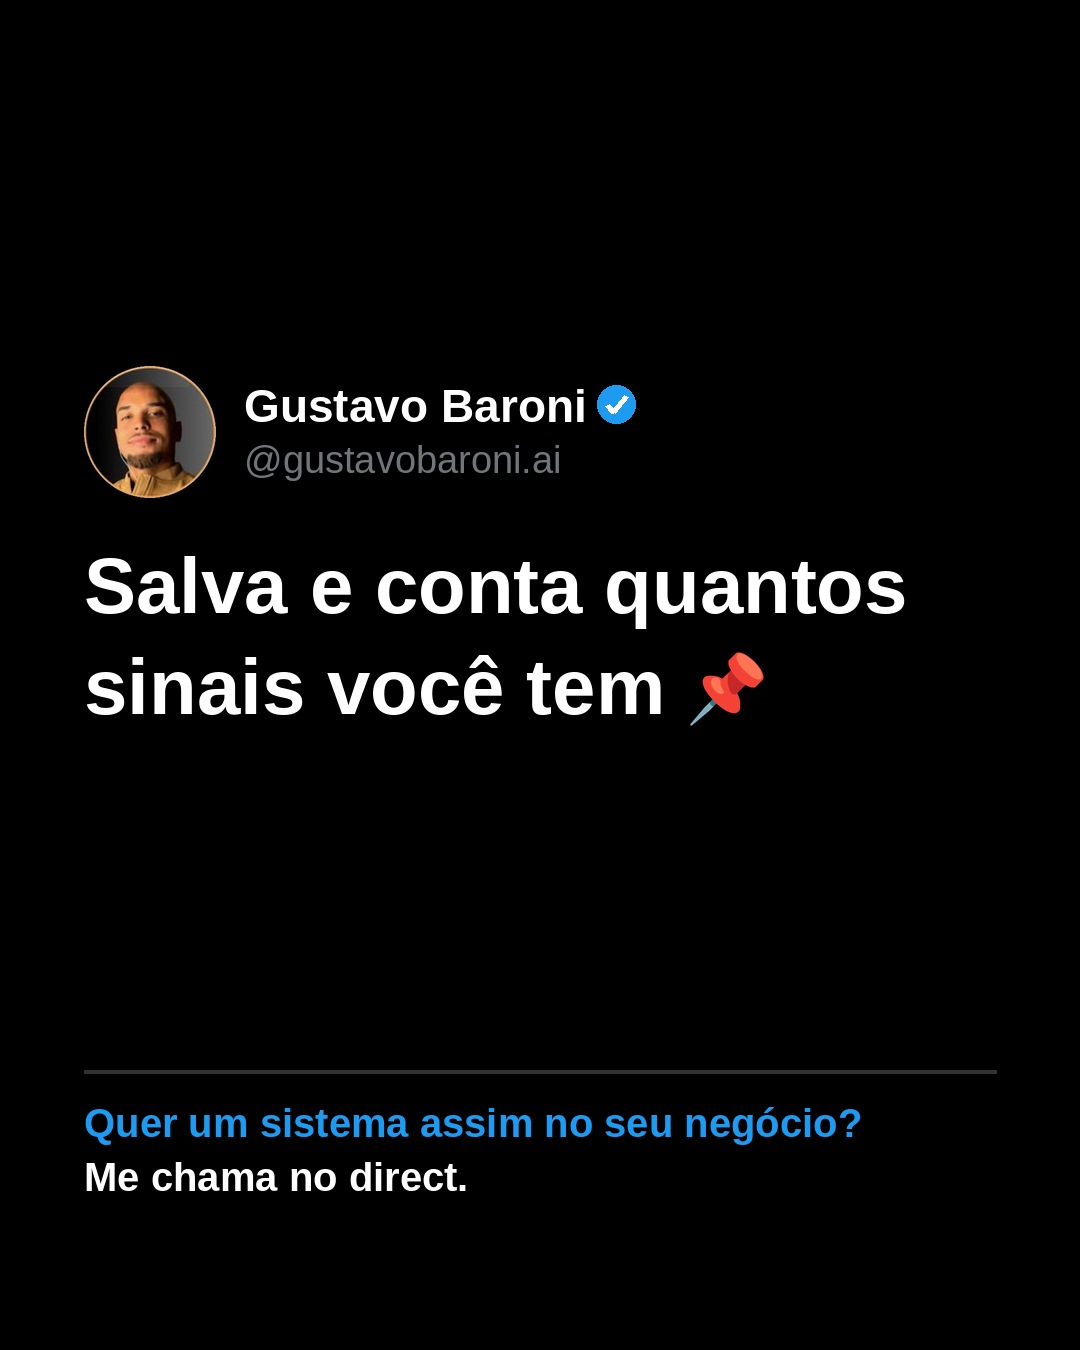 Gustavo Baroni
@gustavobaroni.ai
Salva e conta quantos
sinais você tem 📌
Quer um sistema assim no seu negócio?
Me chama no direct.